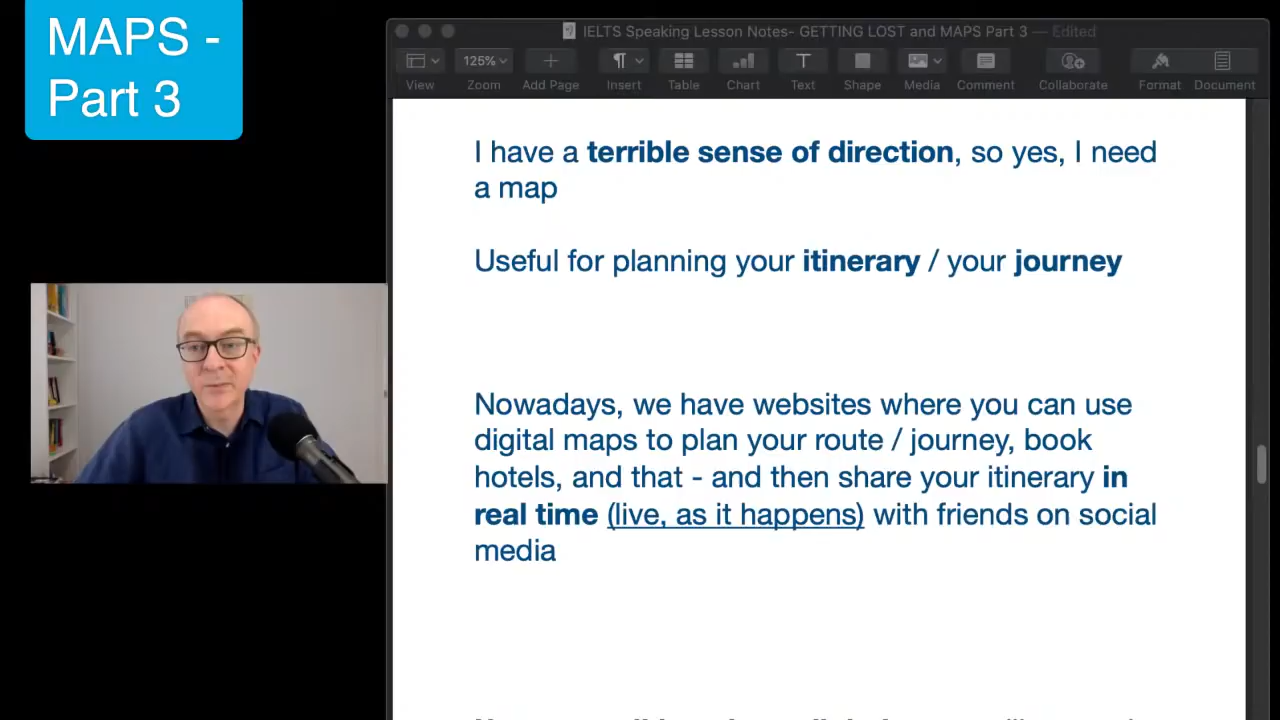 MAPS -
Part 3
IELTS Speaking Lesson Notes- GETTING LOST and MAPS Part 3 — Edited
125%
View
Zoom
Add Page
Insert
Table
Chart
Text
Shape
Media
Comment
Collaborate
Format
Document
I have a terrible sense of direction, so yes, I need
a map
Useful for planning your itinerary / your journey
Nowadays, we have websites where you can use
digital maps to plan your route / journey, book
hotels, and that - and then share your itinerary in
real time (live, as it happens) with friends on social
media